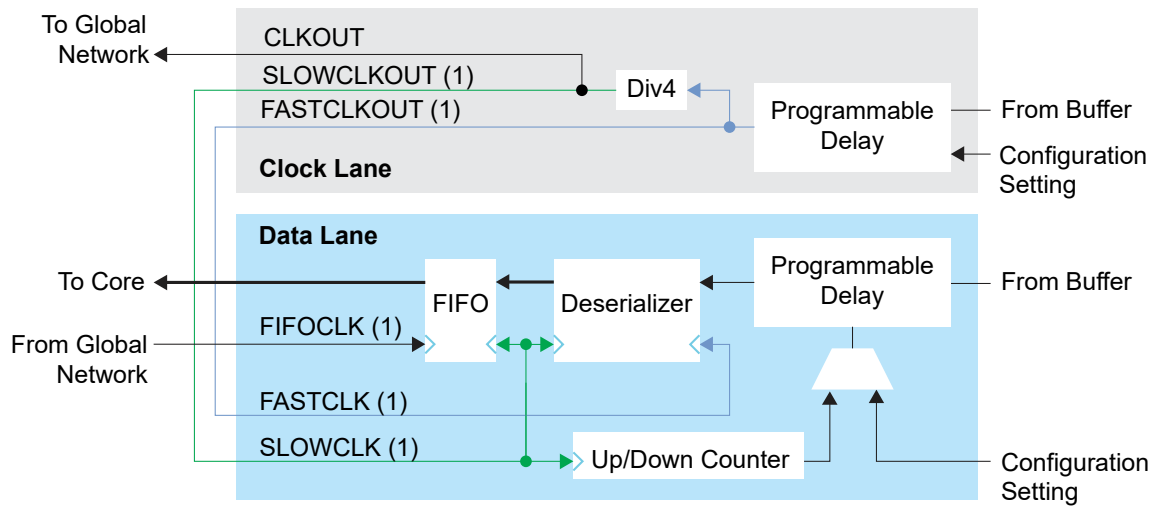 To Global
Network
CLKOUT
SLOWCLKOUT (1)
FASTCLKOUT (1)
Div4
Programmable
Delay
From Buffer
Configuration
Setting
Clock Lane
Data Lane
To Core
FIFO
Deserializer
Programmable
Delay
From Buffer
FIFOCLK (1)
From Global
Network
FASTCLK (1)
SLOWCLK (1)
Up/Down Counter
Configuration
Setting